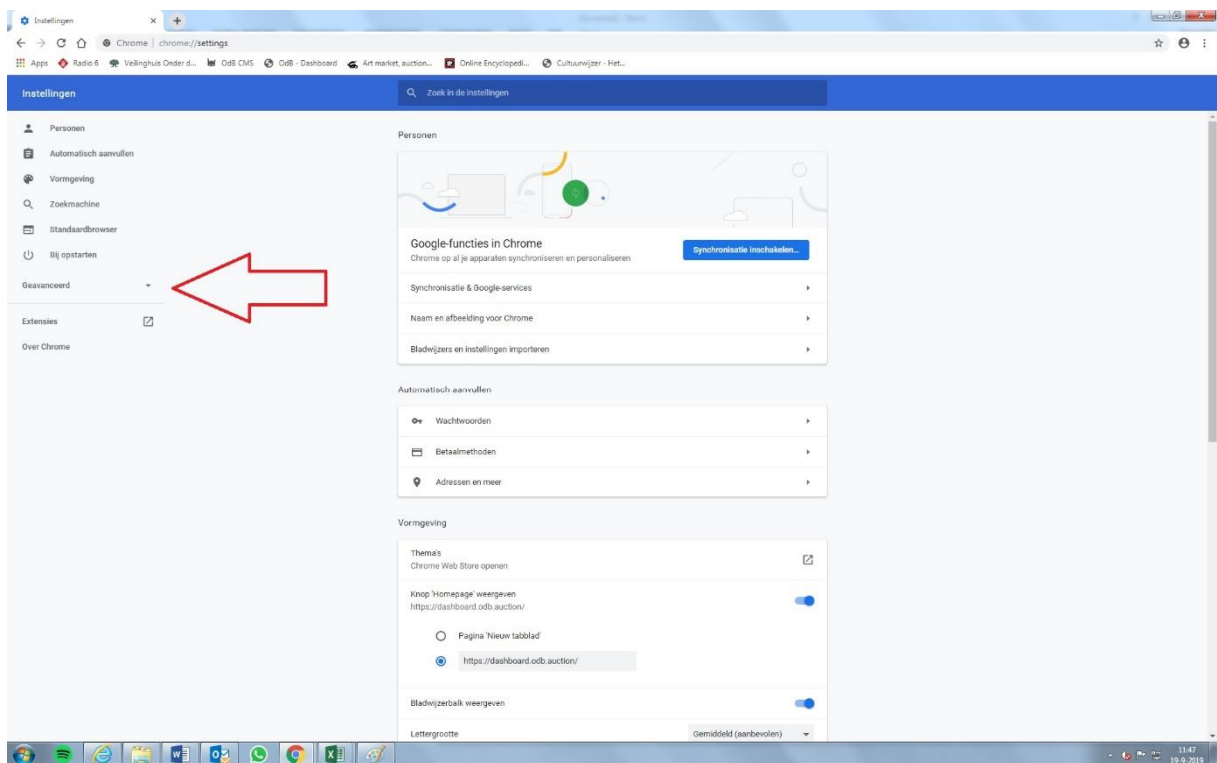 Instellingen
Chrome | chrome://settings
Apps Radio 6 Veilinghuis Onder d... OdB CMS OdB - Dashboard Art market, auction... Online Encyclopedi... Cultuurwijzer - Het...
Instellingen
Zoek in de instellingen
Personen
Automatisch aanvullen
Vormgeving
Zoekmachine
Standaardbrowser
Bij opstarten
Geavanceerd
Extensies
Over Chrome
Personen
Google-functies in Chrome
Chrome op al je apparaten synchroniseren en personaliseren
Synchronisatie inschakelen...
Synchronisatie & Google-services
Naam en afbeelding voor Chrome
Bladwijzers en instellingen importeren
Automatisch aanvullen
Wachtwoorden
Betaalmethoden
Adressen en meer
Vormgeving
Thema's
Chrome Web Store openen
Knop 'Homepage' weergeven
https://dashboard.odb.auction/
Pagina 'Nieuw tabblad'
https://dashboard.odb.auction/
Bladwijzerbalk weergeven
Lettergrootte
Gemiddeld (aanbevolen)
11:47
19-9-2019